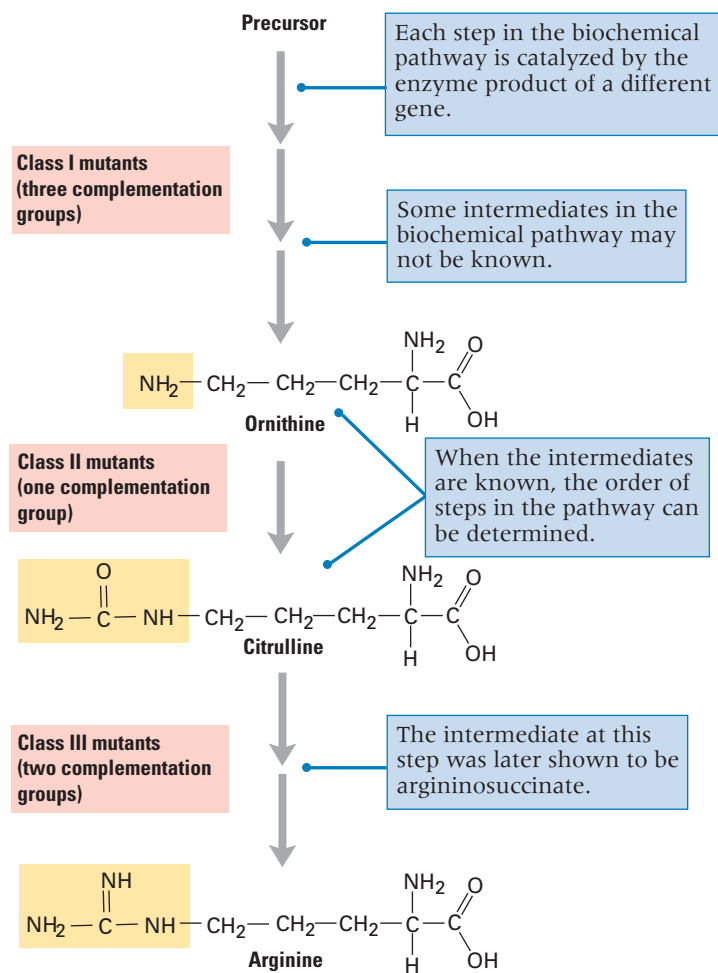 Precursor
Each step in the biochemical
pathway is catalyzed by the
enzyme product of a different
gene.
Class I mutants
(three complementation
groups)
Some intermediates in the
biochemical pathway may
not be known.
NH₂
O
NH₂—CH₂—CH₂—CH₂—C—C
H
OH
Ornithine
Class II mutants
(one complementation
group)
When the intermediates
are known, the order of
steps in the pathway can
be determined.
O
NH₂
O
NH₂—C—NH—CH₂—CH₂—CH₂—C—C
H
OH
Citrulline
Class III mutants
(two complementation
groups)
The intermediate at this
step was later shown to be
argininosuccinate.
NH
NH₂
O
NH₂—C—NH—CH₂—CH₂—CH₂—C—C
H
OH
Arginine